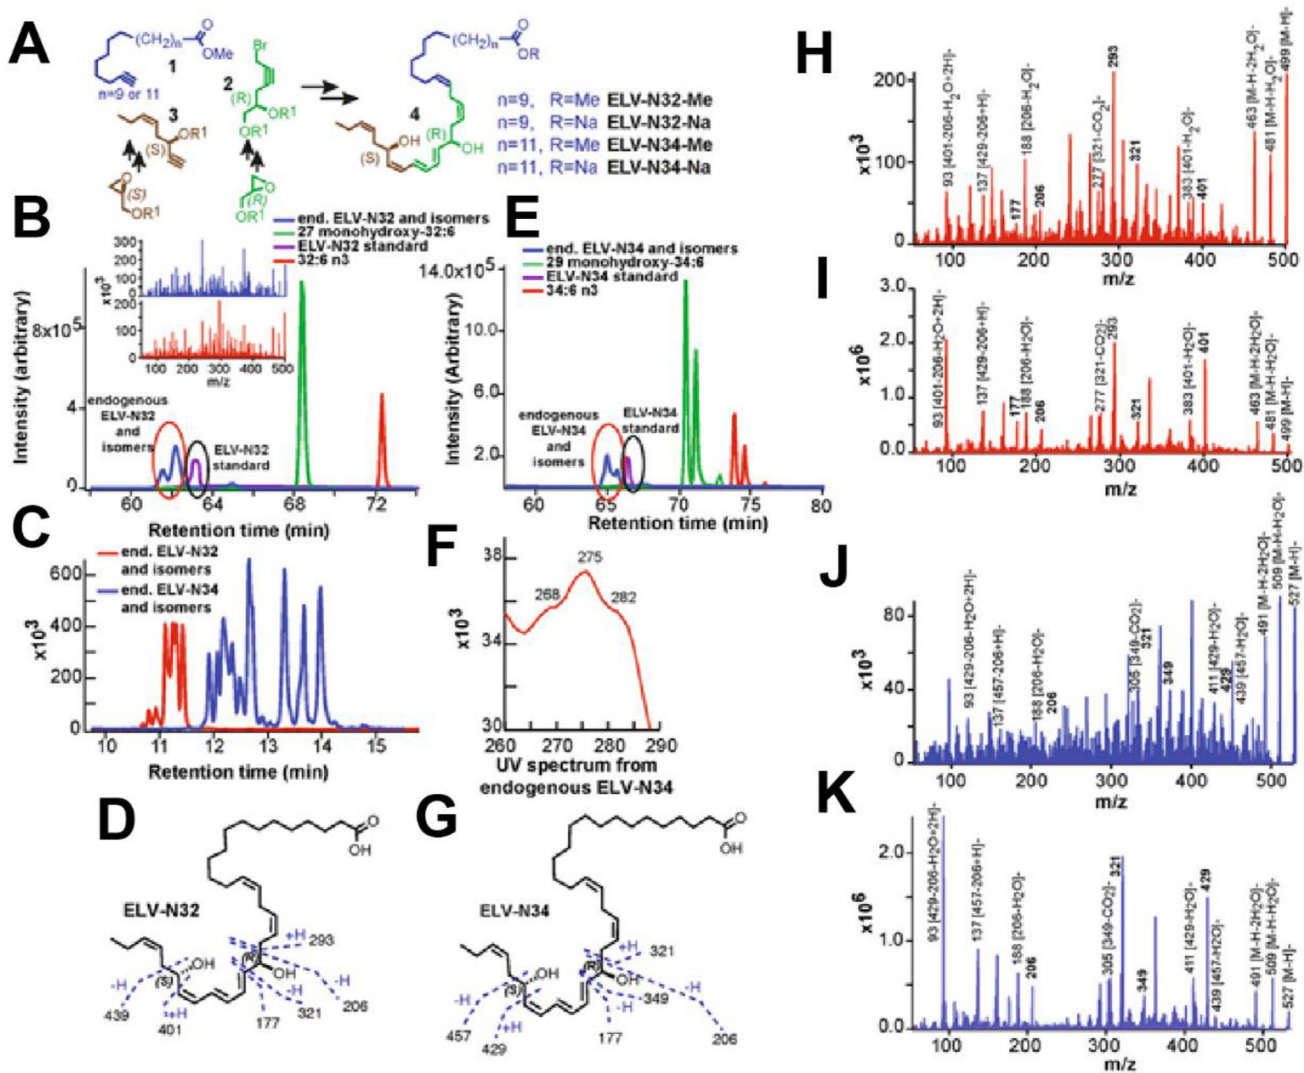 A
(CH2)n
O
OMe
1
n=9 or 11
Br
2
(R)
OR1
OR1
3
OR1
(S)
O
(S)
OR1
O
(R)
OR1
(CH2)n
O
OR
4
OH
(S)
(R)
OH
n=9, R=Me ELV-N32-Me
n=9, R=Na ELV-N32-Na
n=11, R=Me ELV-N34-Me
n=11, R=Na ELV-N34-Na
B
end. ELV-N32 and isomers
27 monohydroxy-32:6
ELV-N32 standard
32:6 n3
300
200
100
0
x10^3
200
100
0
100 200 300 400 500
m/z
Intensity (arbitrary)
8x10^5
4
0
endogenous
ELV-N32
and
isomers
ELV-N32
standard
60 64 68 72
Retention time (min)
E
end. ELV-N34 and isomers
29 monohydroxy-34:6
ELV-N34 standard
34:6 n3
Intensity (Arbitrary)
14.0x10^5
10.0
6.0
2.0
endogenous
ELV-N34
and
isomers
ELV-N34
standard
60 65 70 75 80
Retention time (min)
C
end. ELV-N32
and isomers
end. ELV-N34
and isomers
x10^3
600
400
200
0
10 11 12 13 14 15
Retention time (min)
F
x10^3
38
34
30
268
275
282
260 270 280 290
UV spectrum from
endogenous ELV-N34
D
O
OH
ELV-N32
OH
(S)
(R)
OH
+H
293
-H
439
+H
401
177
-H
321
-H
206
G
O
OH
ELV-N34
OH
(S)
(R)
OH
+H
321
-H
457
+H
429
177
-H
349
-H
206
H
x10^3
200
100
0
93 [401-206-H2O+2H]-
137 [429-206+H]-
177
188 [206-H2O]-
206
277 [321-CO2]-
293
321
383 [401-H2O]-
401
463 [M-H-2H2O]-
481 [M-H-H2O]-
499 [M-H]-
100 200 300 400 500
m/z
I
x10^6
3.0
2.0
1.0
0.0
93 [401-206-H2O+2H]-
137 [429-206+H]-
177
188 [206-H2O]-
206
277 [321-CO2]-
293
321
383 [401-H2O]-
401
463 [M-H-2H2O]-
481 [M-H-H2O]-
499 [M-H]-
100 200 300 400 500
m/z
J
x10^3
80
40
0
93 [429-206-H2O+2H]-
137 [457-206+H]-
188 [206-H2O]-
206
305 [349-CO2]-
321
349
411 [429-H2O]-
429
439 [457-H2O]-
491 [M-H-2H2O]-
509 [M-H-H2O]-
527 [M-H]-
100 200 300 400 500
m/z
K
x10^6
2.0
1.0
0.0
93 [429-206-H2O+2H]-
137 [457-206+H]-
188 [206-H2O]-
206
305 [349-CO2]-
321
349
411 [429-H2O]-
429
439 [457-H2O]-
491 [M-H-2H2O]-
509 [M-H-H2O]-
527 [M-H]-
100 200 300 400 500
m/z